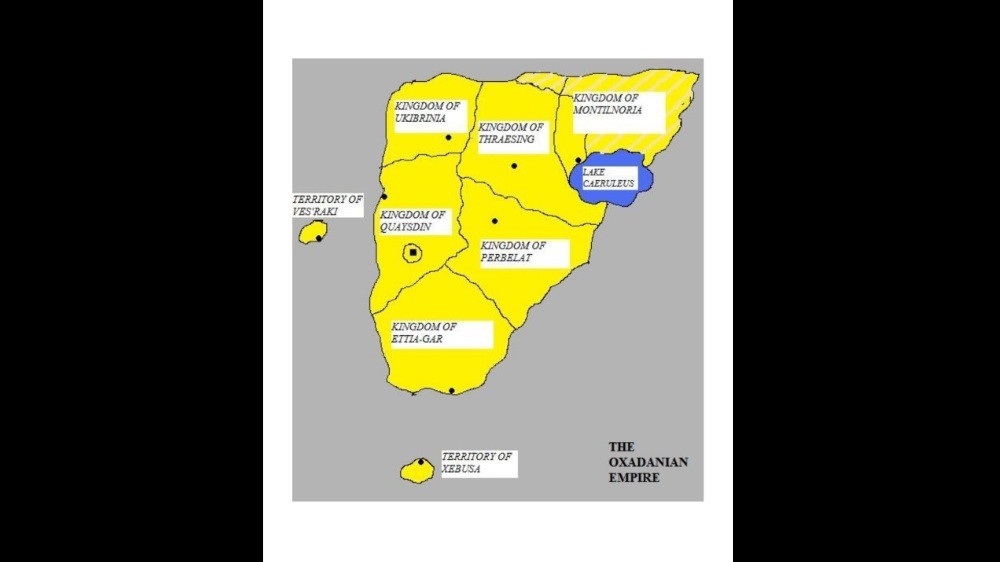 KINGDOM OF
UKIBRINIA
KINGDOM OF
THRAESING
KINGDOM OF
MONTILNORIA
LAKE
CAERULEUS
TERRITORY OF
VES'RAKI
KINGDOM OF
QUAYSDIN
KINGDOM OF
PERBELAT
KINGDOM OF
ETTIA-GAR
TERRITORY OF
XEBUSA
THE
OXADANIAN
EMPIRE